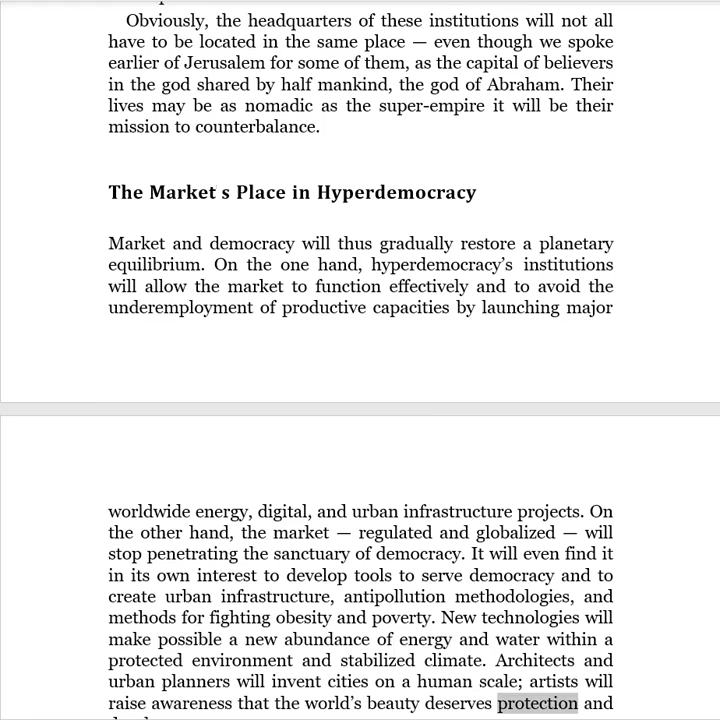 Obviously, the headquarters of these institutions will not all
have to be located in the same place — even though we spoke
earlier of Jerusalem for some of them, as the capital of believers
in the god shared by half mankind, the god of Abraham. Their
lives may be as nomadic as the super-empire it will be their
mission to counterbalance.
The Market s Place in Hyperdemocracy
Market and democracy will thus gradually restore a planetary
equilibrium. On the one hand, hyperdemocracy’s institutions
will allow the market to function effectively and to avoid the
underemployment of productive capacities by launching major
worldwide energy, digital, and urban infrastructure projects. On
the other hand, the market — regulated and globalized — will
stop penetrating the sanctuary of democracy. It will even find it
in its own interest to develop tools to serve democracy and to
create urban infrastructure, antipollution methodologies, and
methods for fighting obesity and poverty. New technologies will
make possible a new abundance of energy and water within a
protected environment and stabilized climate. Architects and
urban planners will invent cities on a human scale; artists will
raise awareness that the world’s beauty deserves protection and